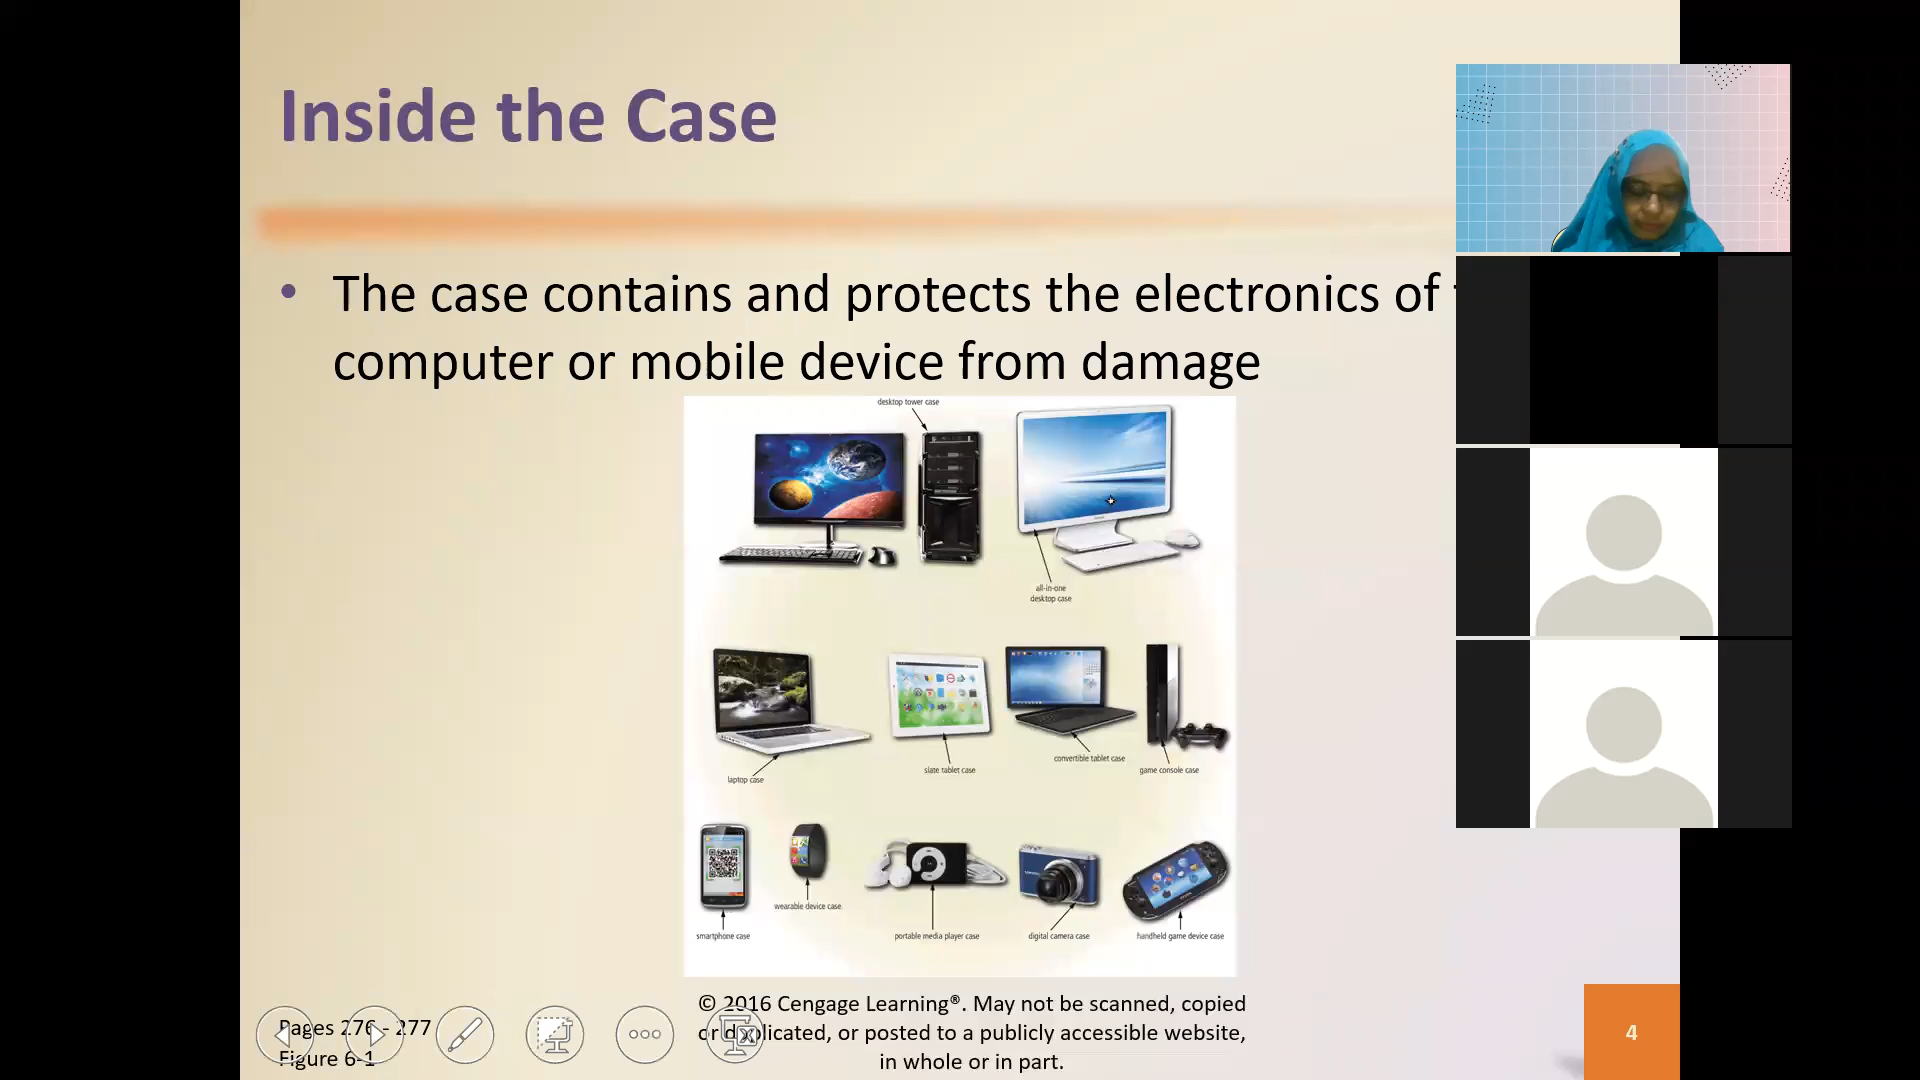 Inside the Case
• The case contains and protects the electronics of
computer or mobile device from damage
desktop tower case
all-in-one
desktop case
laptop case
slate tablet case
convertible tablet case
game console case
smartphone case
wearable device case
portable media player case
digital camera case
handheld game device case
Pages 276 - 277
Figure 6-1
© 2016 Cengage Learning®. May not be scanned, copied
or duplicated, or posted to a publicly accessible website,
in whole or in part.
4